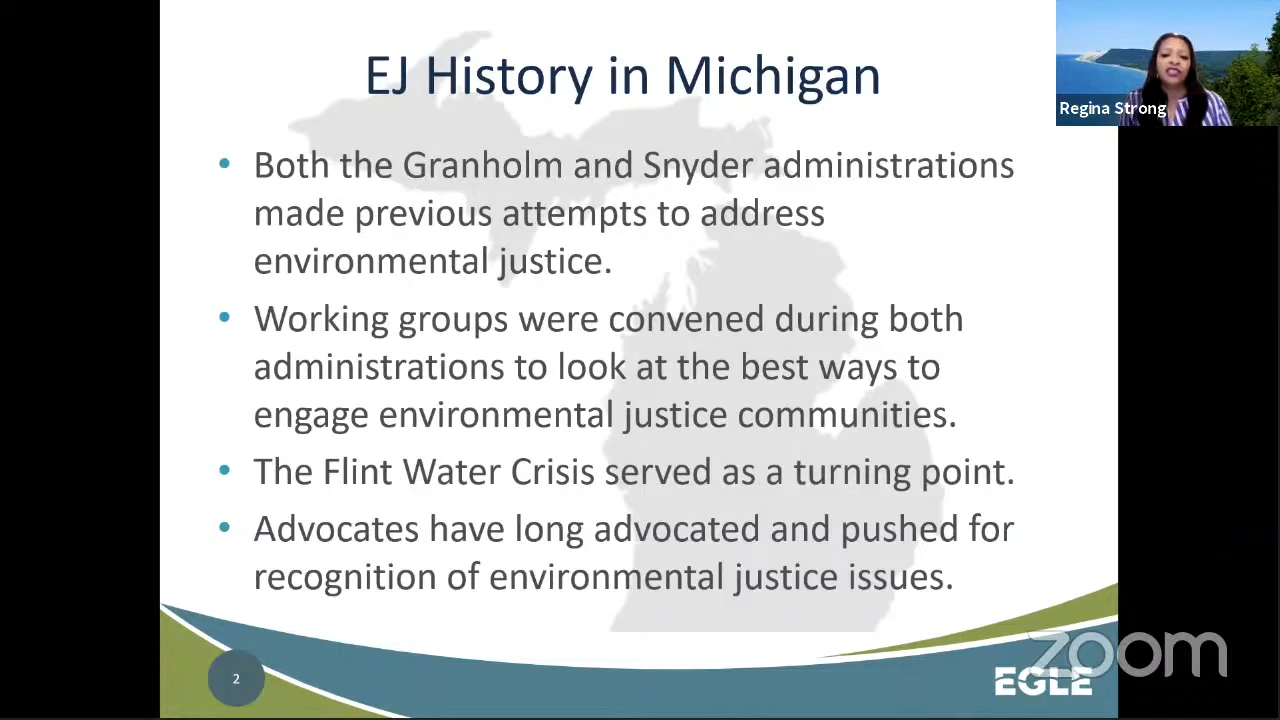 EJ History in Michigan
Regina Strong
• Both the Granholm and Snyder administrations
made previous attempts to address
environmental justice.
• Working groups were convened during both
administrations to look at the best ways to
engage environmental justice communities.
• The Flint Water Crisis served as a turning point.
• Advocates have long advocated and pushed for
recognition of environmental justice issues.
2
EGLE
zoom